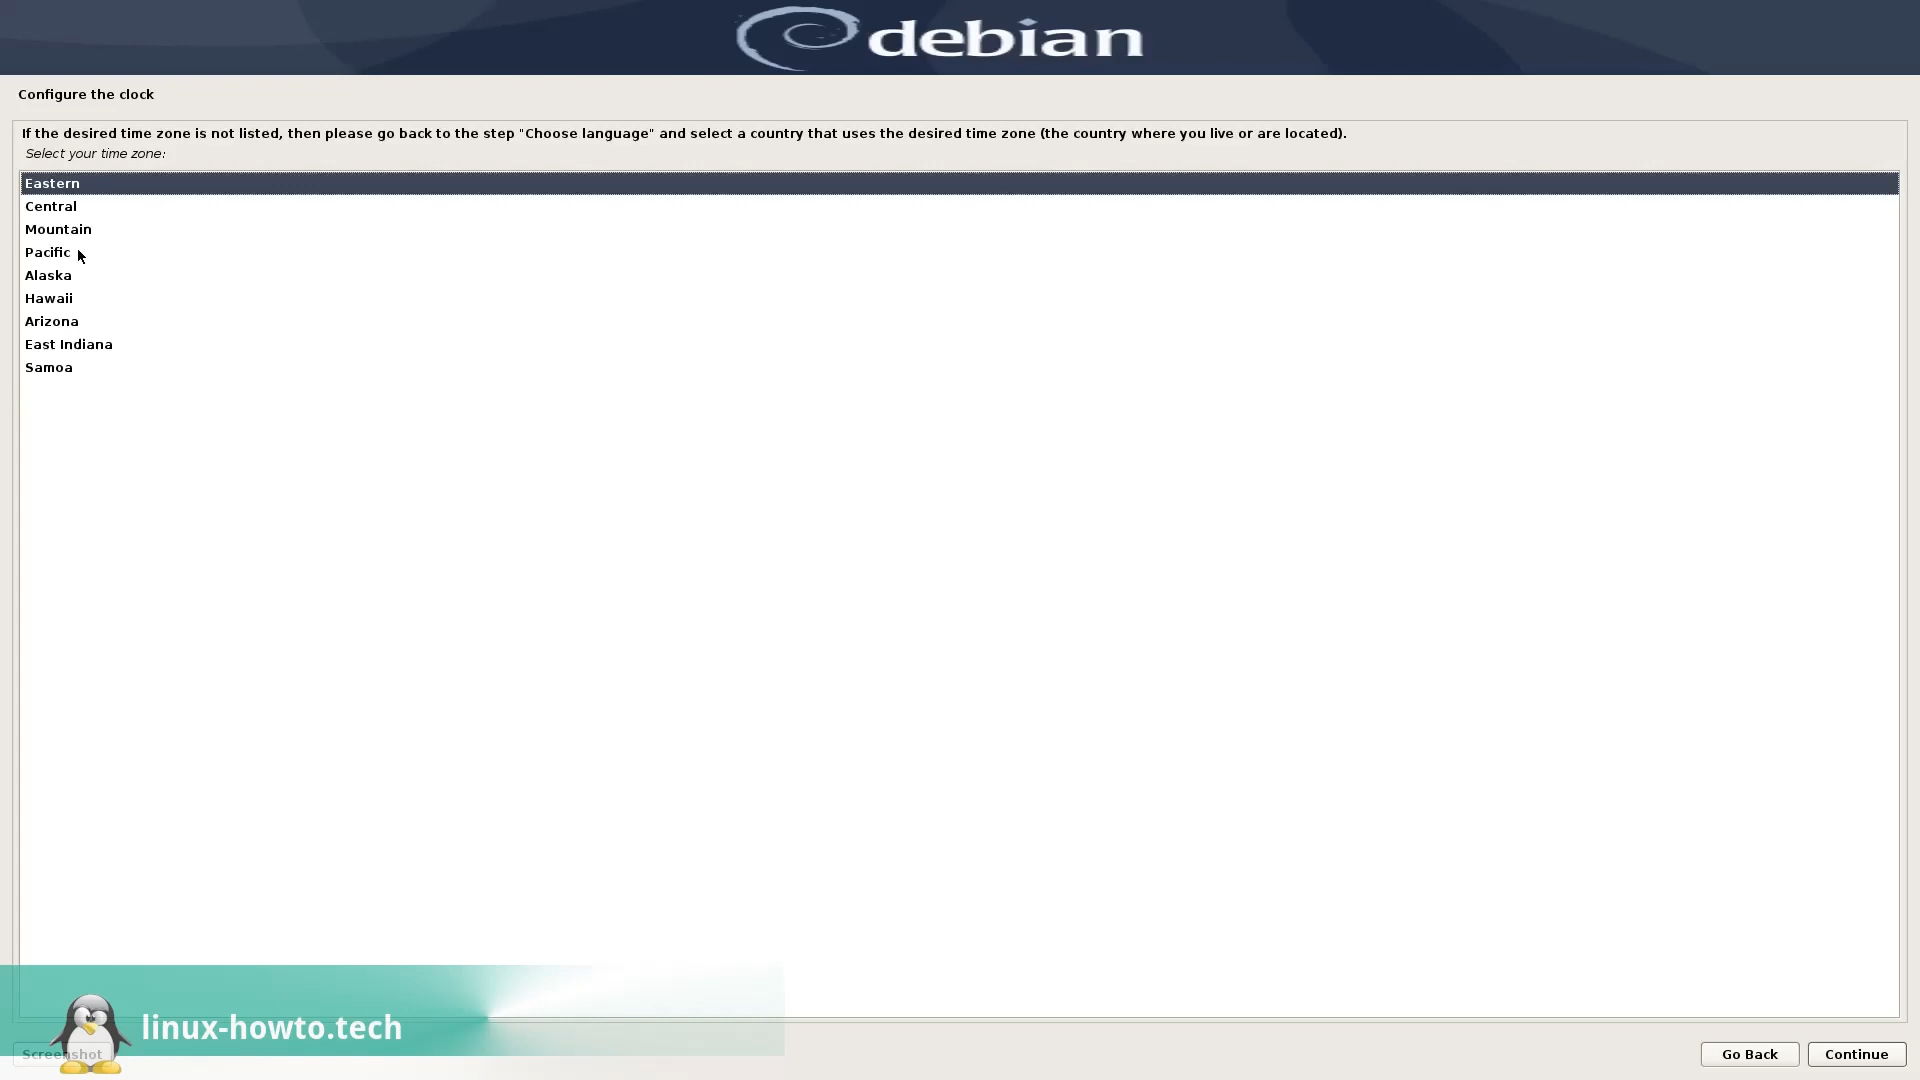 debian
Configure the clock
If the desired time zone is not listed, then please go back to the step "Choose language" and select a country that uses the desired time zone (the country where you live or are located).
Select your time zone:
Eastern
Central
Mountain
Pacific
Alaska
Hawaii
Arizona
East Indiana
Samoa
linux-howto.tech
Screenshot
Go Back
Continue